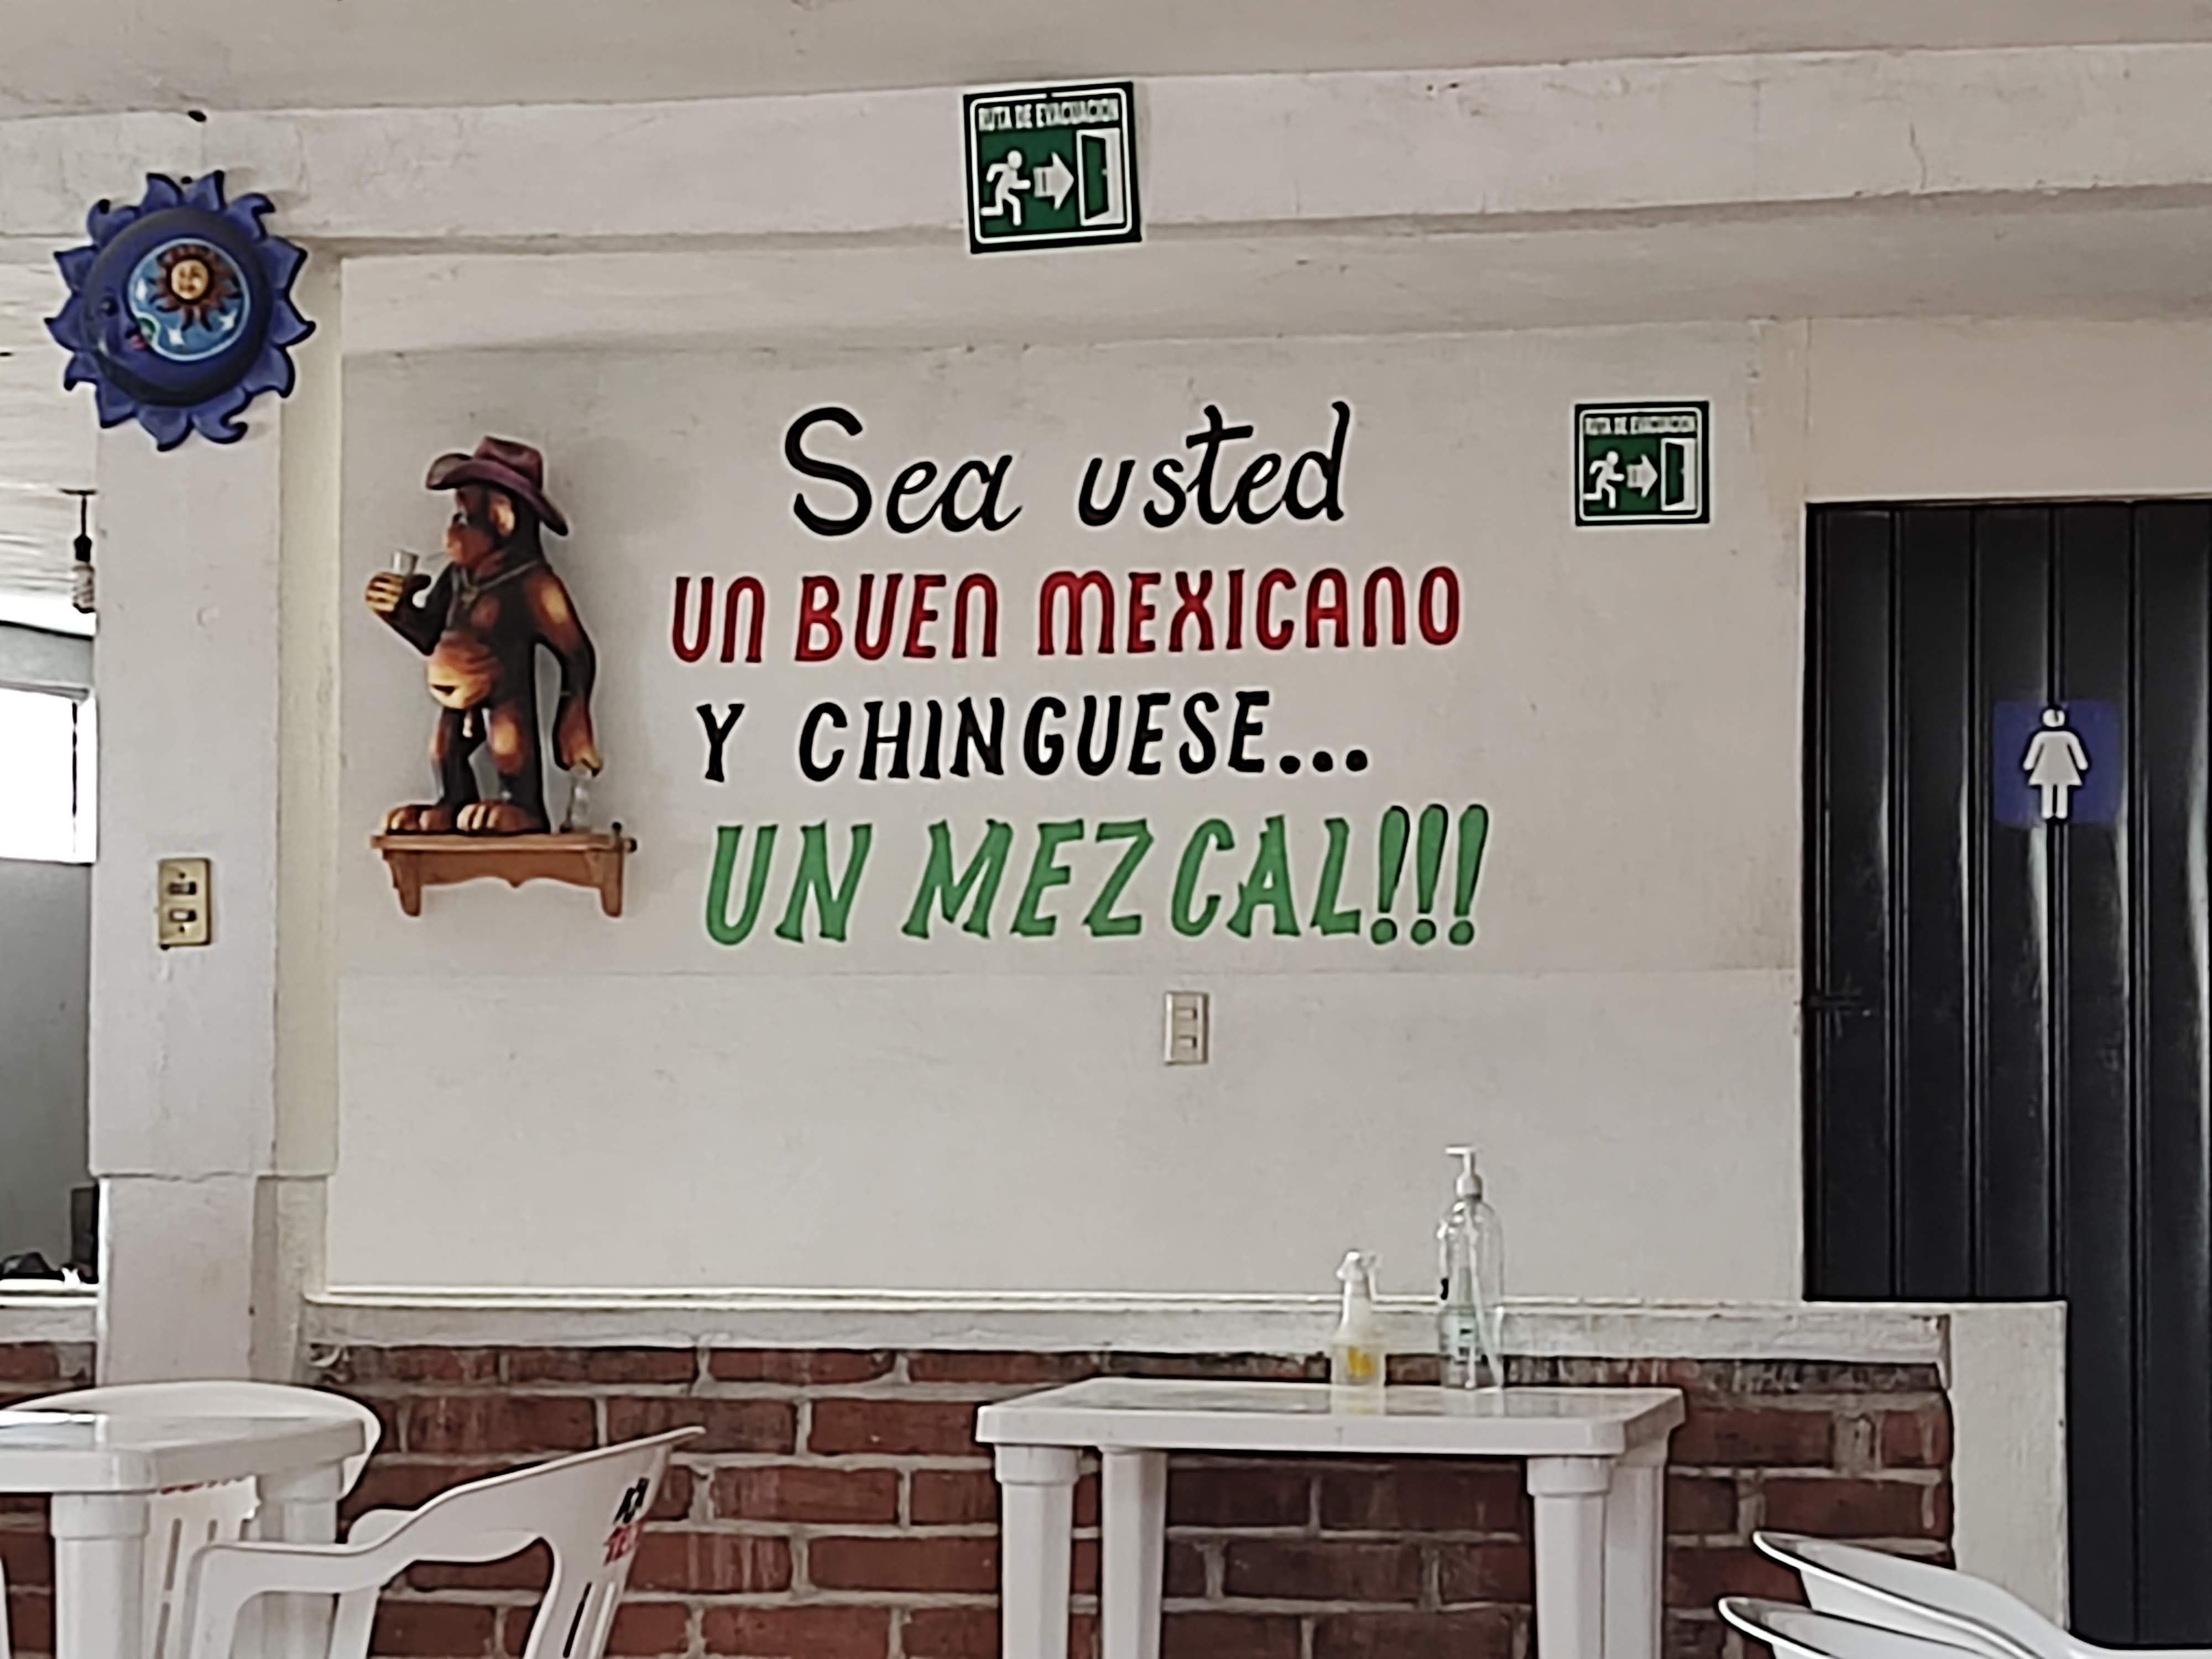 RUTA DE EVACUACION
Sea usted
RUTA DE EVACUACION
UN BUEN MEXICANO
Y CHINGUESE...
UN MEZCAL!!!